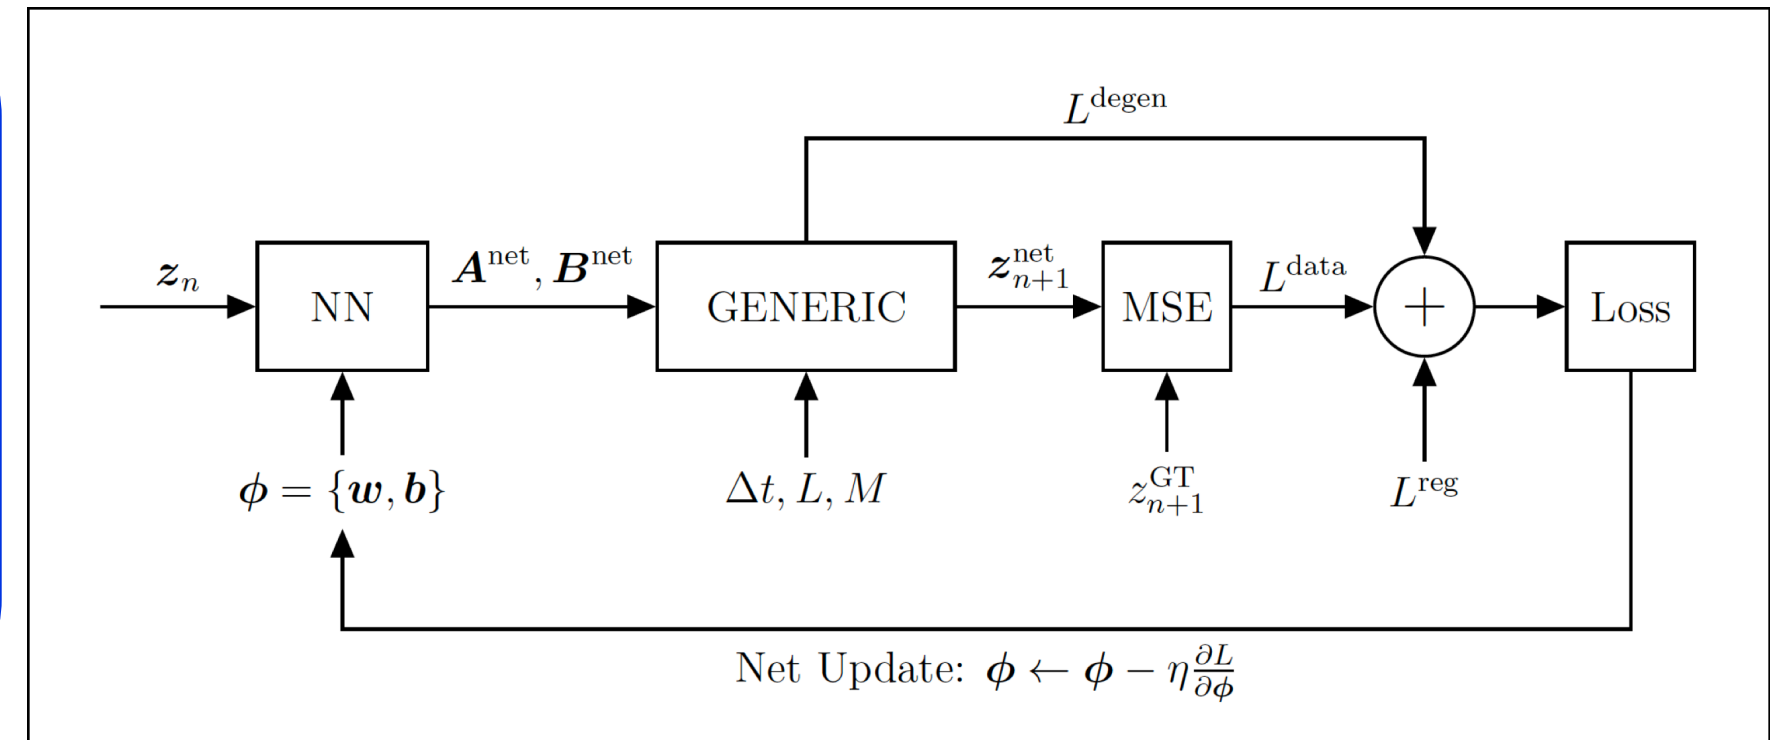 L^degen
z_n
NN
A^net, B^net
GENERIC
z_{n+1}^net
MSE
L^data
+
Loss
ϕ = {w, b}
Δt, L, M
z_{n+1}^GT
L^reg
Net Update: ϕ ← ϕ − η ∂L/∂ϕ